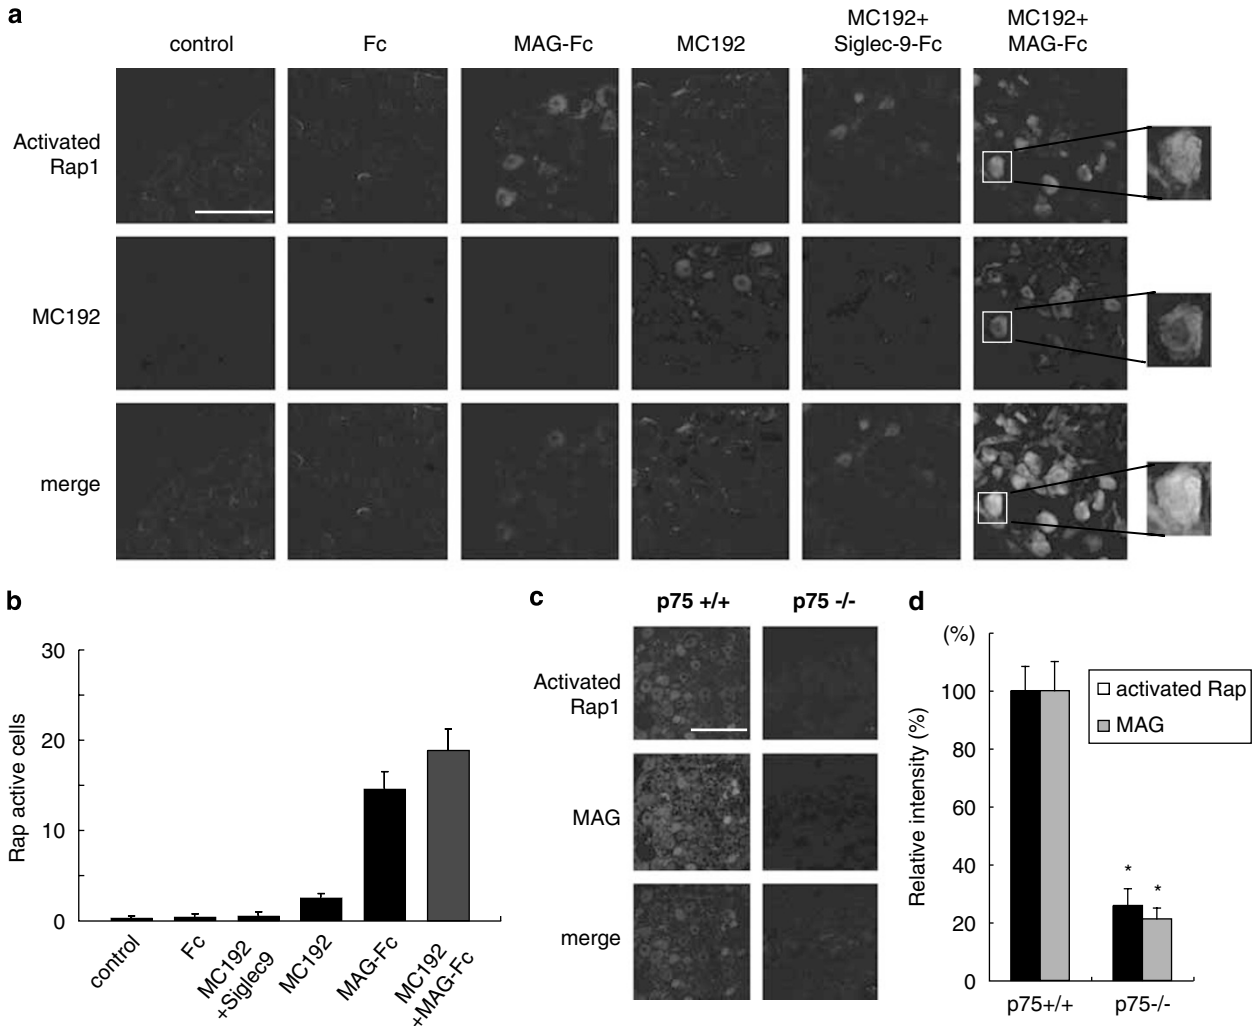 a
control
Fc
MAG-Fc
MC192
MC192+
Siglec-9-Fc
MC192+
MAG-Fc
Activated
Rap1
MC192
merge
b
Rap active cells
30
20
10
0
control
Fc
MC192
+Siglec9
MC192
MAG-Fc
MC192
+MAG-Fc
c
p75 +/+
p75 -/-
Activated
Rap1
MAG
merge
d
(%)
Relative intensity (%)
100
80
60
40
20
0
activated Rap
MAG
*
*
p75+/+
p75-/-